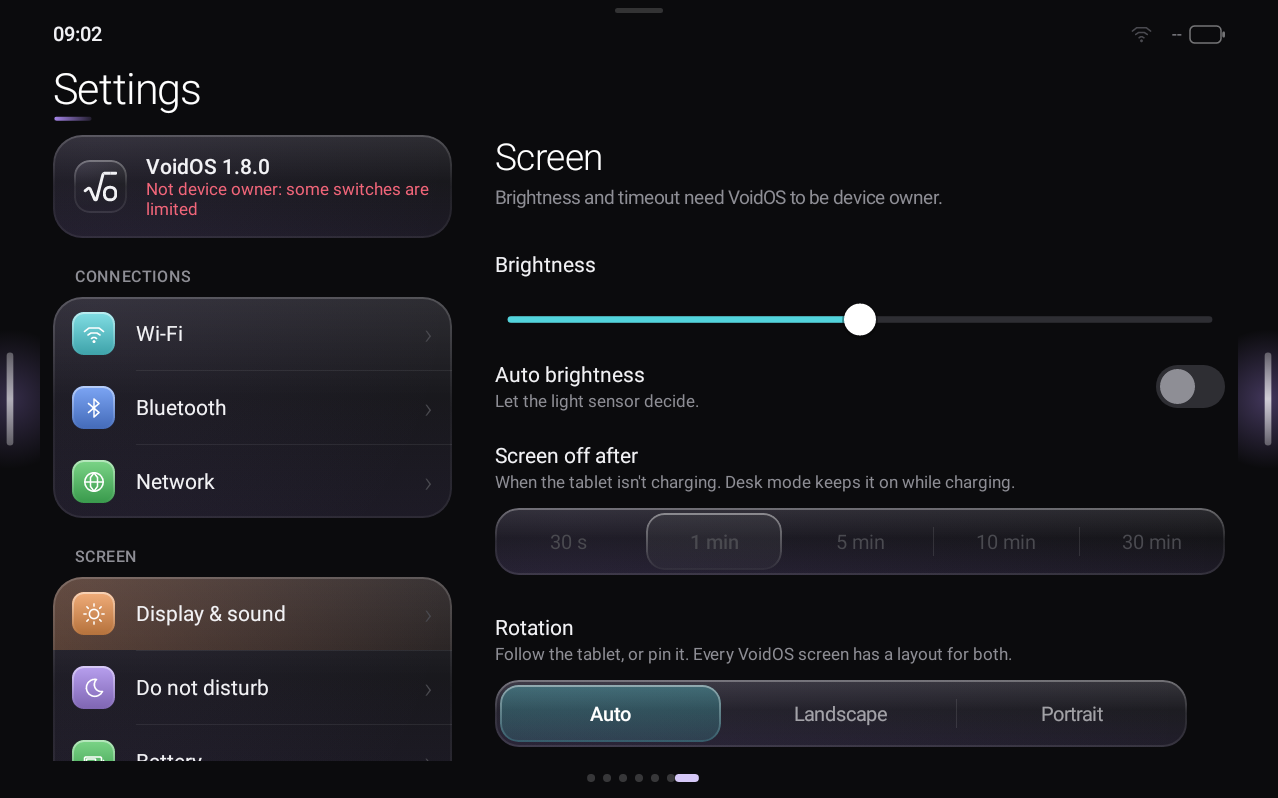 09:02
--
Settings
VoidOS 1.8.0
Not device owner: some switches are
limited
CONNECTIONS
Wi-Fi
Bluetooth
Network
SCREEN
Display & sound
Do not disturb
Battery
Screen
Brightness and timeout need VoidOS to be device owner.
Brightness
Auto brightness
Let the light sensor decide.
Screen off after
When the tablet isn't charging. Desk mode keeps it on while charging.
30 s 1 min 5 min 10 min 30 min
Rotation
Follow the tablet, or pin it. Every VoidOS screen has a layout for both.
Auto Landscape Portrait